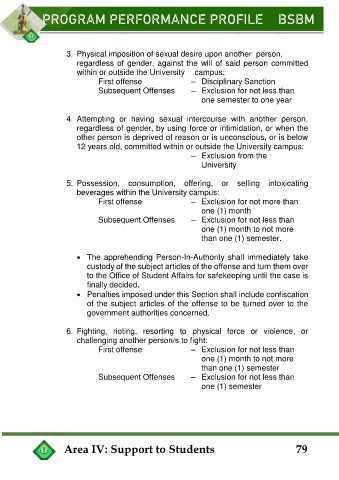 PROGRAM PERFORMANCE PROFILE BSBM
3. Physical imposition of sexual desire upon another person,
regardless of gender, against the will of said person committed
within or outside the University campus:
First offense – Disciplinary Sanction
Subsequent Offenses – Exclusion for not less than
one semester to one year
4. Attempting or having sexual intercourse with another person,
regardless of gender, by using force or intimidation, or when the
other person is deprived of reason or is unconscious, or is below
12 years old, committed within or outside the University campus:
– Exclusion from the
University
5. Possession, consumption, offering, or selling intoxicating
beverages within the University campus:
First offense – Exclusion for not more than
one (1) month
Subsequent Offenses – Exclusion for not less than
one (1) month to not more
than one (1) semester.
• The apprehending Person-In-Authority shall immediately take
custody of the subject articles of the offense and turn them over
to the Office of Student Affairs for safekeeping until the case is
finally decided.
• Penalties imposed under this Section shall include confiscation
of the subject articles of the offense to be turned over to the
government authorities concerned.
6. Fighting, rioting, resorting to physical force or violence, or
challenging another person/s to fight:
First offense – Exclusion for not less than
one (1) month to not more
than one (1) semester
Subsequent Offenses – Exclusion for not less than
one (1) semester
Area IV: Support to Students 79